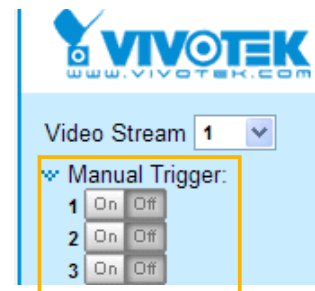 VIVOTEK
www.vivotek.com
Video Stream 1
Manual Trigger:
1 On Off
2 On Off
3 On Off